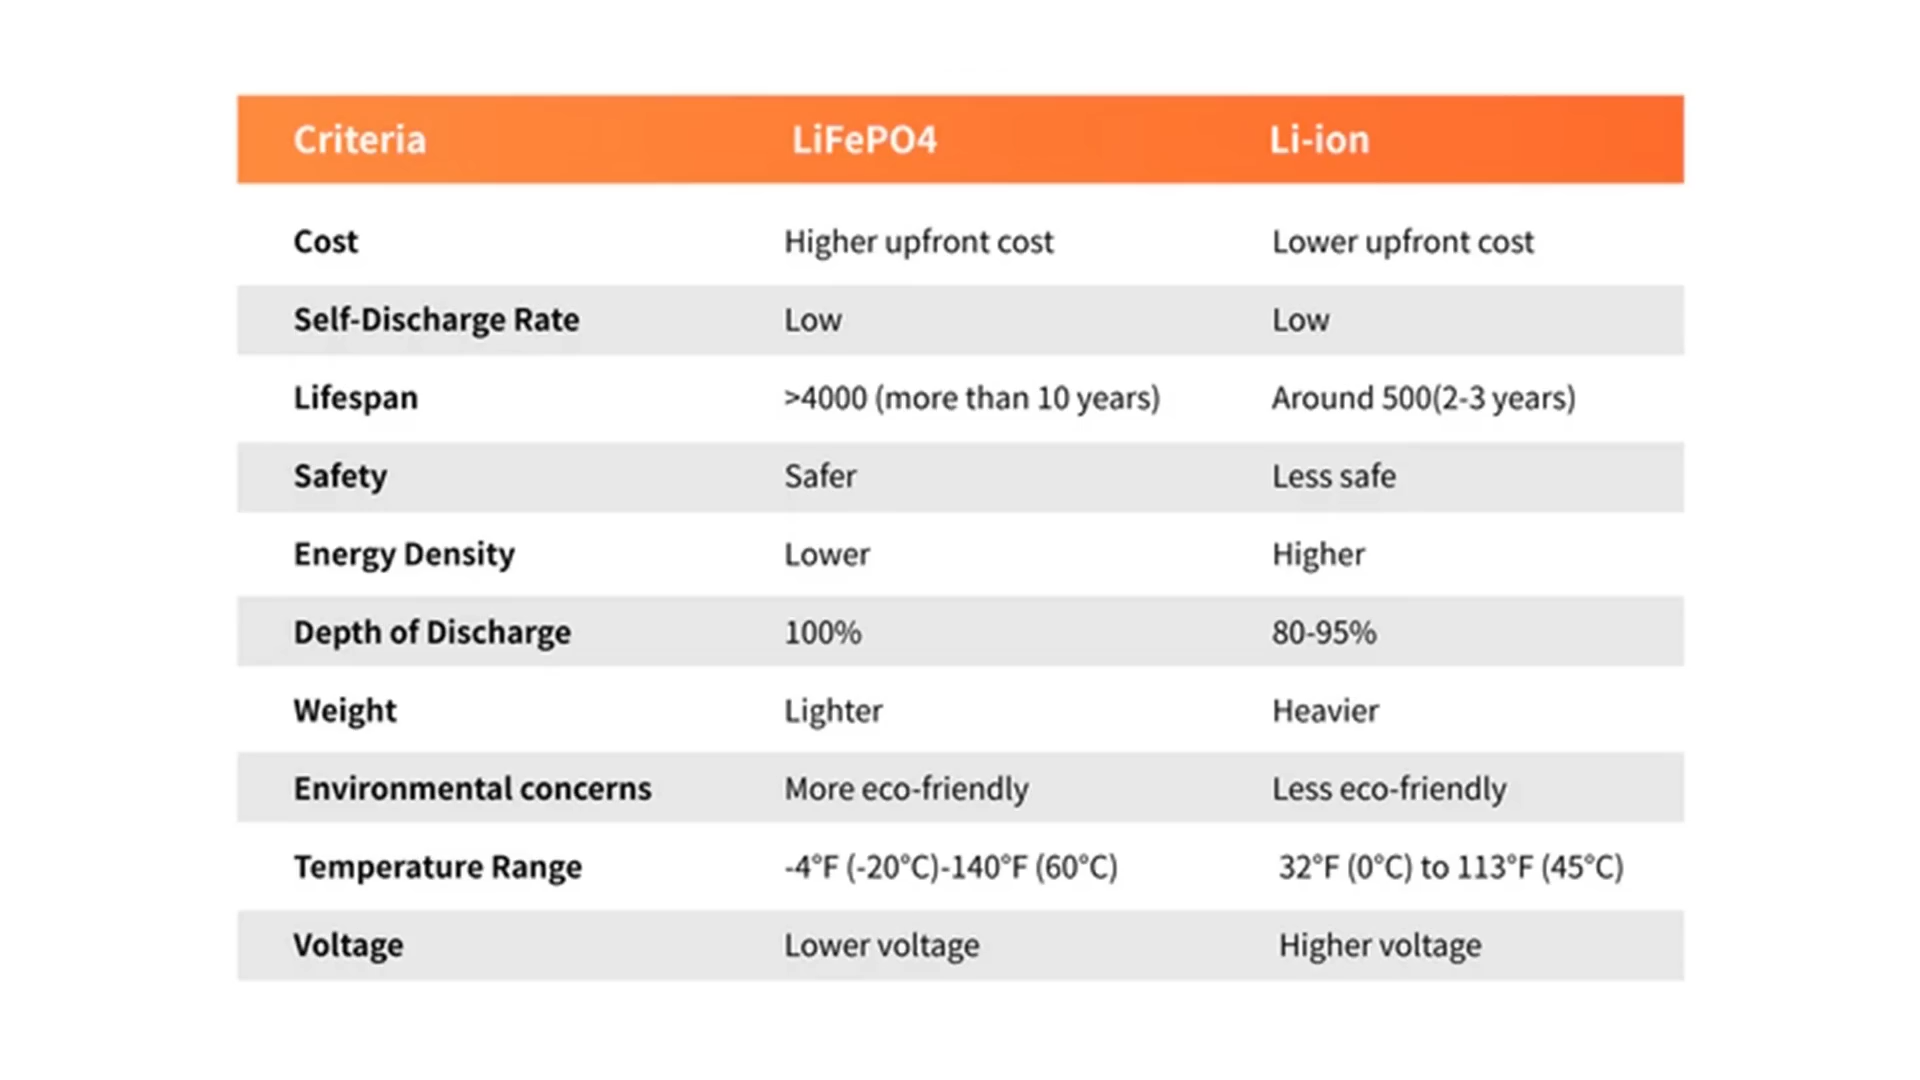 Criteria LiFePO4 Li-ion
Cost Higher upfront cost Lower upfront cost
Self-Discharge Rate Low Low
Lifespan >4000 (more than 10 years) Around 500(2-3 years)
Safety Safer Less safe
Energy Density Lower Higher
Depth of Discharge 100% 80-95%
Weight Lighter Heavier
Environmental concerns More eco-friendly Less eco-friendly
Temperature Range -4°F (-20°C)-140°F (60°C) 32°F (0°C) to 113°F (45°C)
Voltage Lower voltage Higher voltage